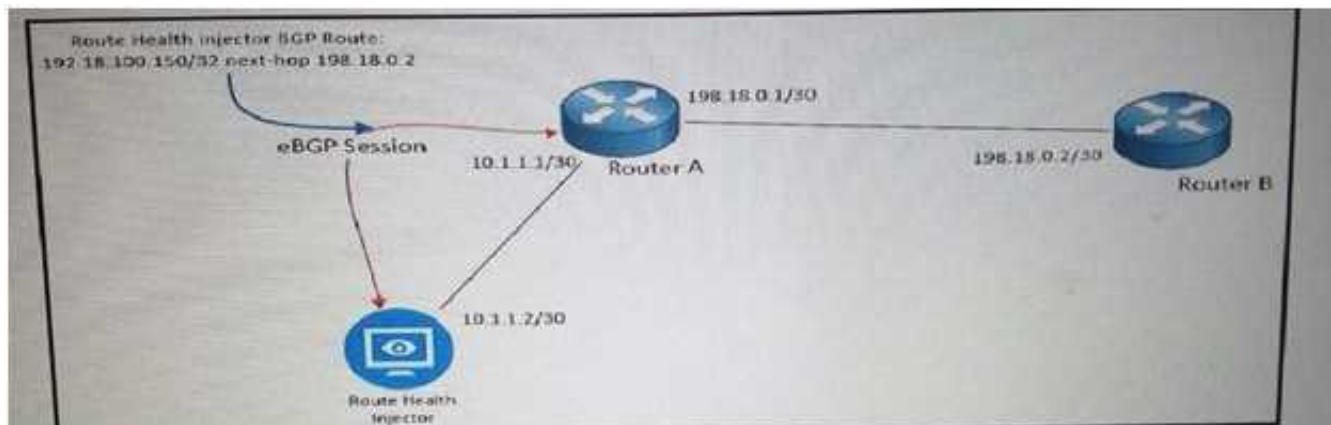 Route Health Injector BGP Route:
192.18.100.150/32 next-hop 198.18.0.2
198.18.0.1/30
eBGP Session
10.1.1.1/30
Router A
198.18.0.2/30
Router B
10.1.1.2/30
Route Health
Injector